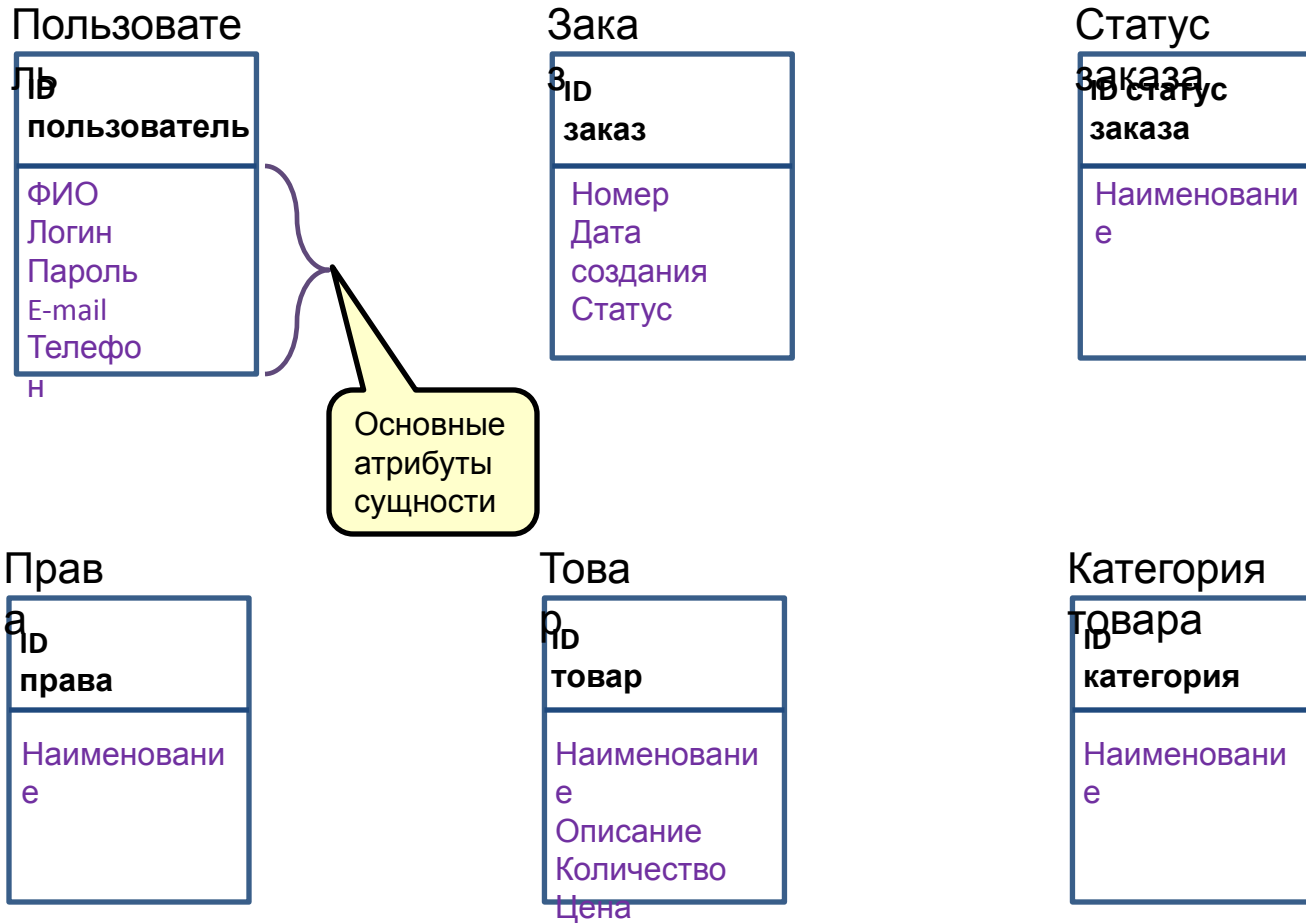 Пользовате
ль
ID
пользователь
ФИО
Логин
Пароль
E-mail
Телефо
н
Зака
з
ID
заказ
Номер
Дата
создания
Статус
Статус
заказа
ID статус
заказа
Наименовани
е
Основные
атрибуты
сущности
Прав
а
ID
права
Наименовани
е
Това
р
ID
товар
Наименовани
е
Описание
Количество
Цена
Категория
товара
ID
категория
Наименовани
е